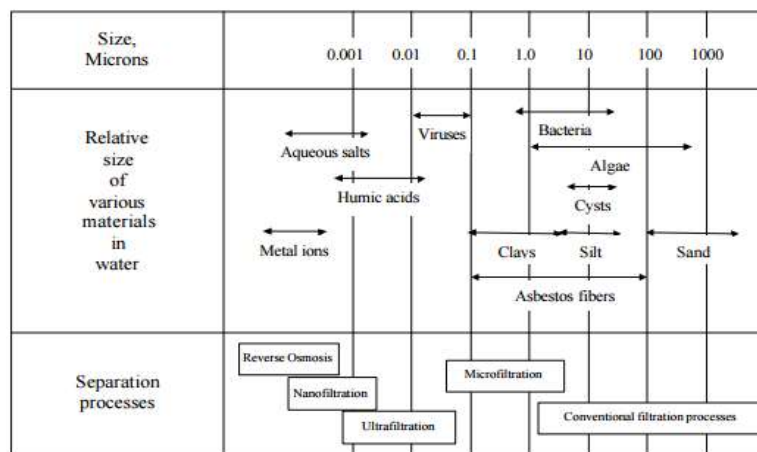 Size,
Microns
0.001 0.01 0.1 1.0 10 100 1000
Relative
size
of
various
materials
in
water
Viruses
Bacteria
Aqueous salts
Algae
Humic acids
Cysts
Metal ions
Clays
Silt
Sand
Asbestos fibers
Separation
processes
Reverse Osmosis
Nanofiltration
Ultrafiltration
Microfiltration
Conventional filtration processes